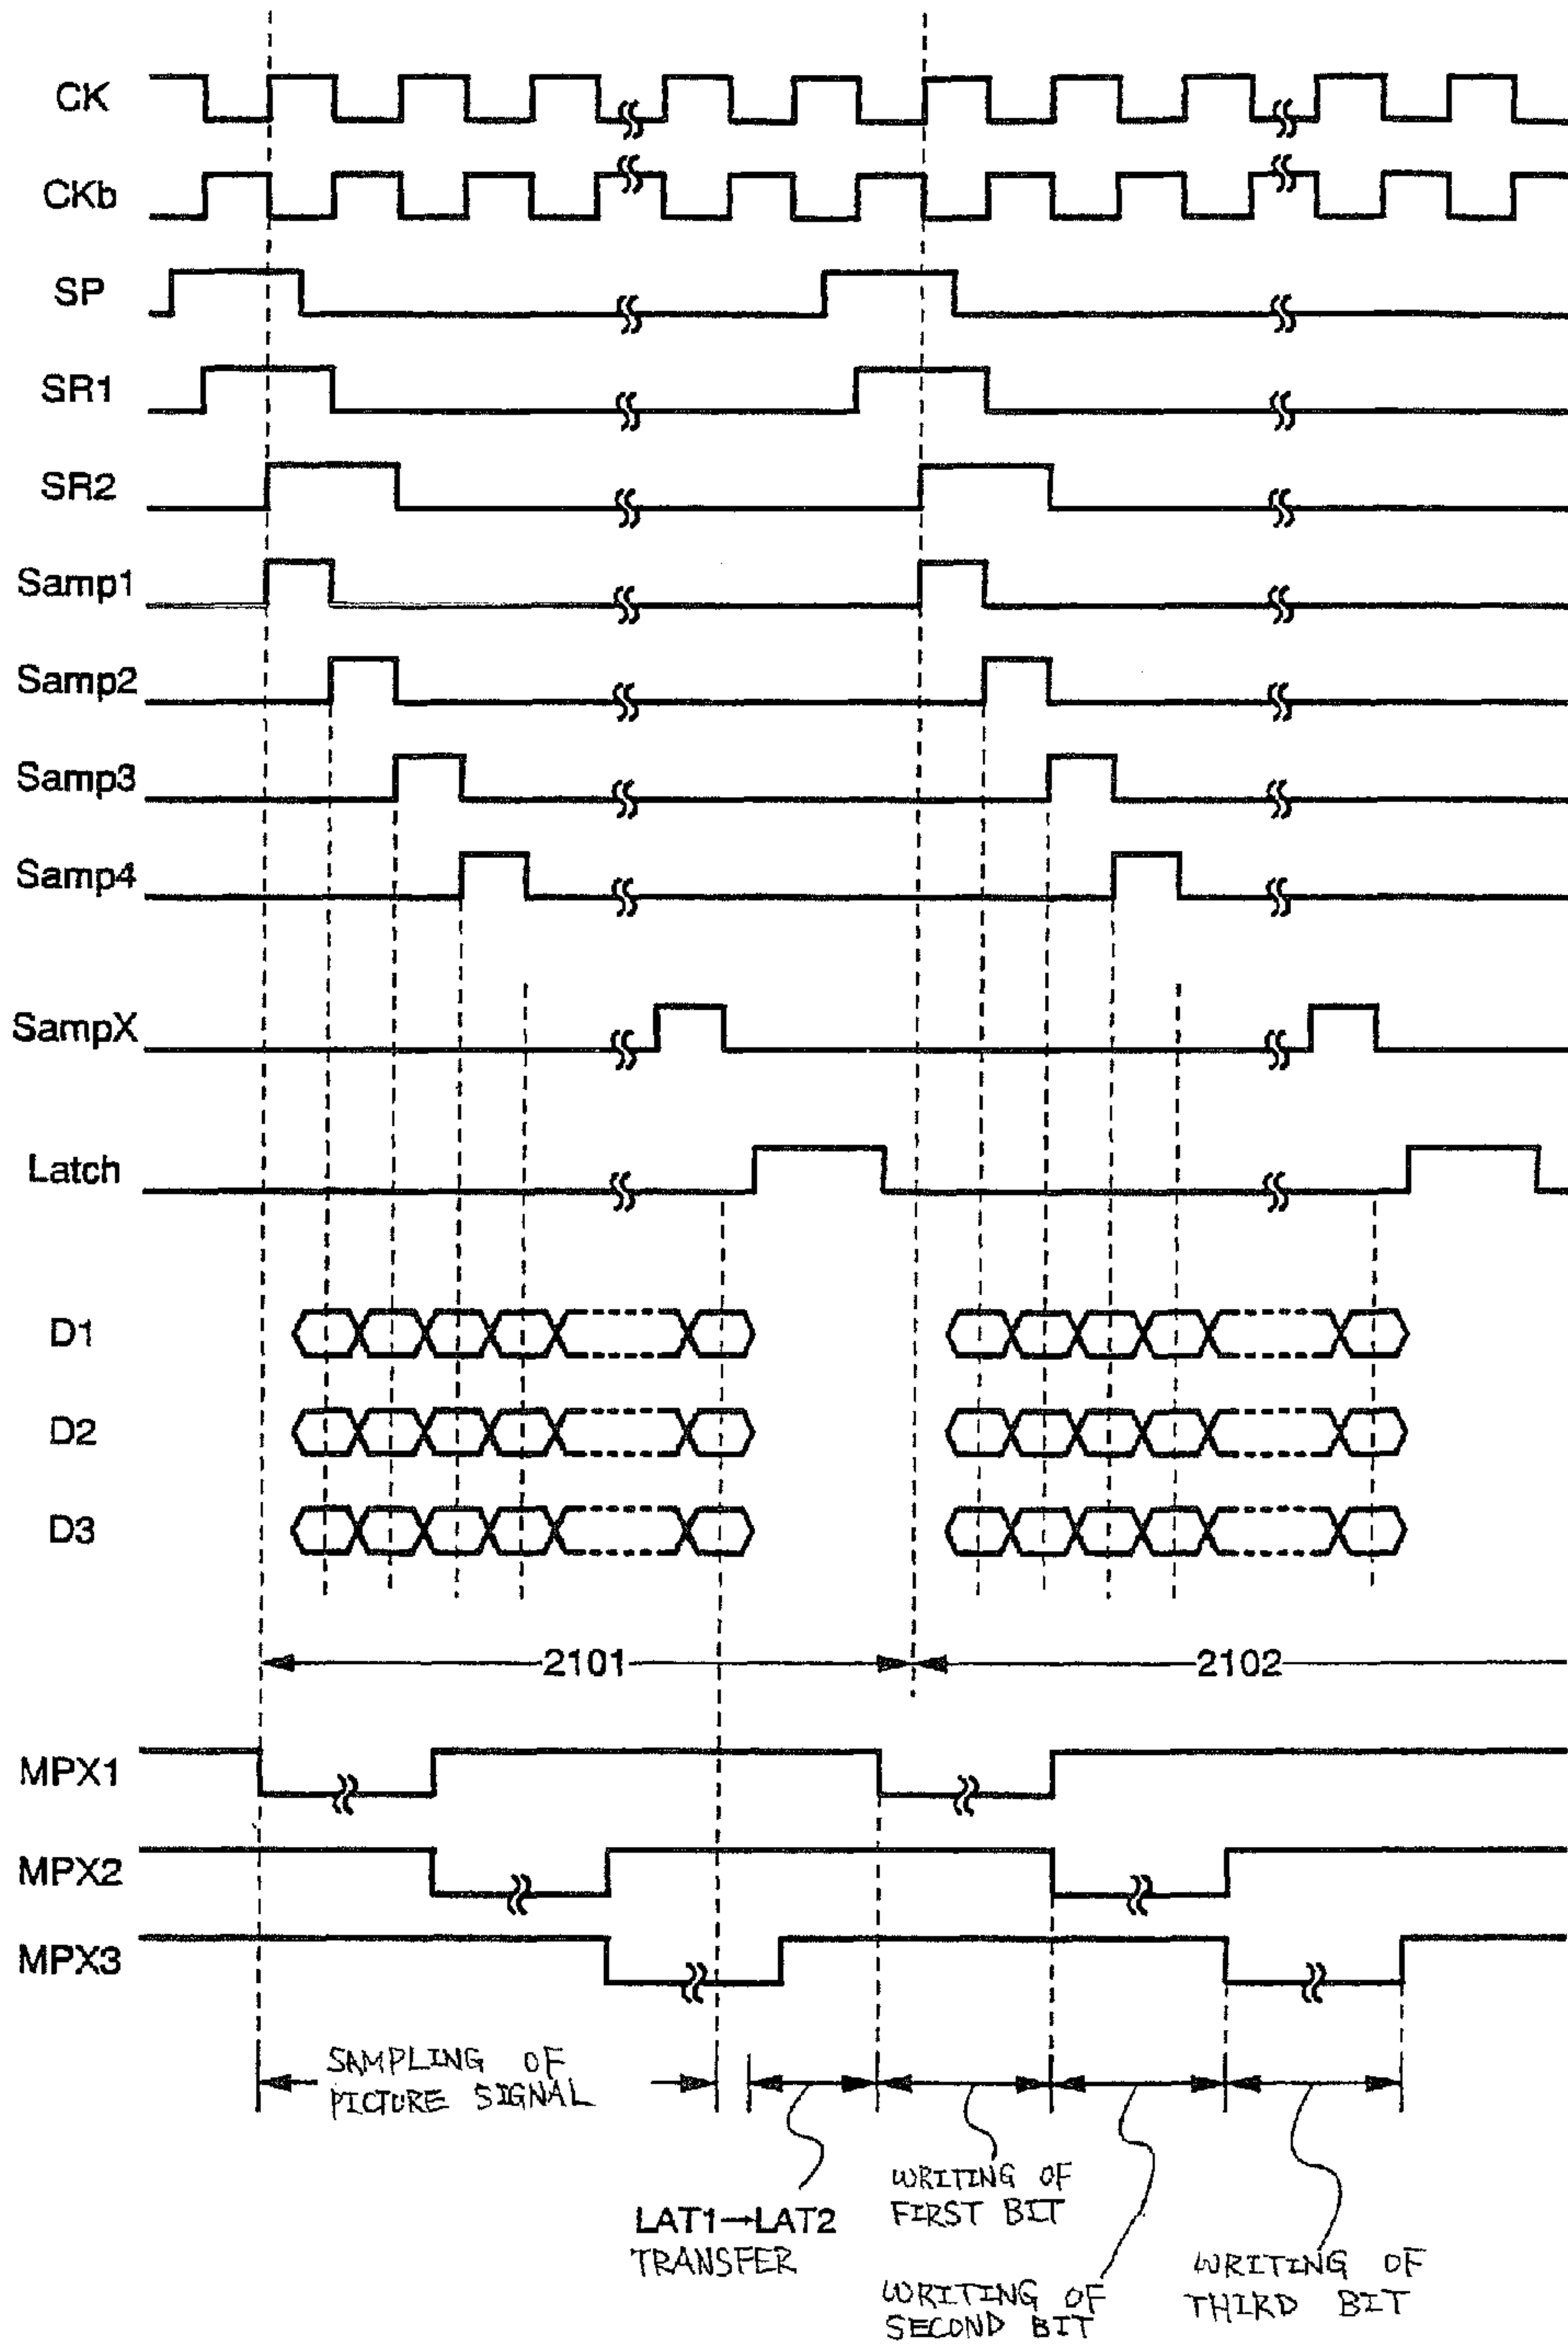 CK
CKb
SP
SR1
SR2
Samp1
Samp2
Samp3
Samp4
SampX
Latch
D1
D2
D3
2101 2102
MPX1
MPX2
MPX3
SAMPLING OF
PICTURE SIGNAL
LAT1→LAT2
TRANSFER
WRITING OF
FIRST BIT
WRITING OF
SECOND BIT
WRITING OF
THIRD BIT